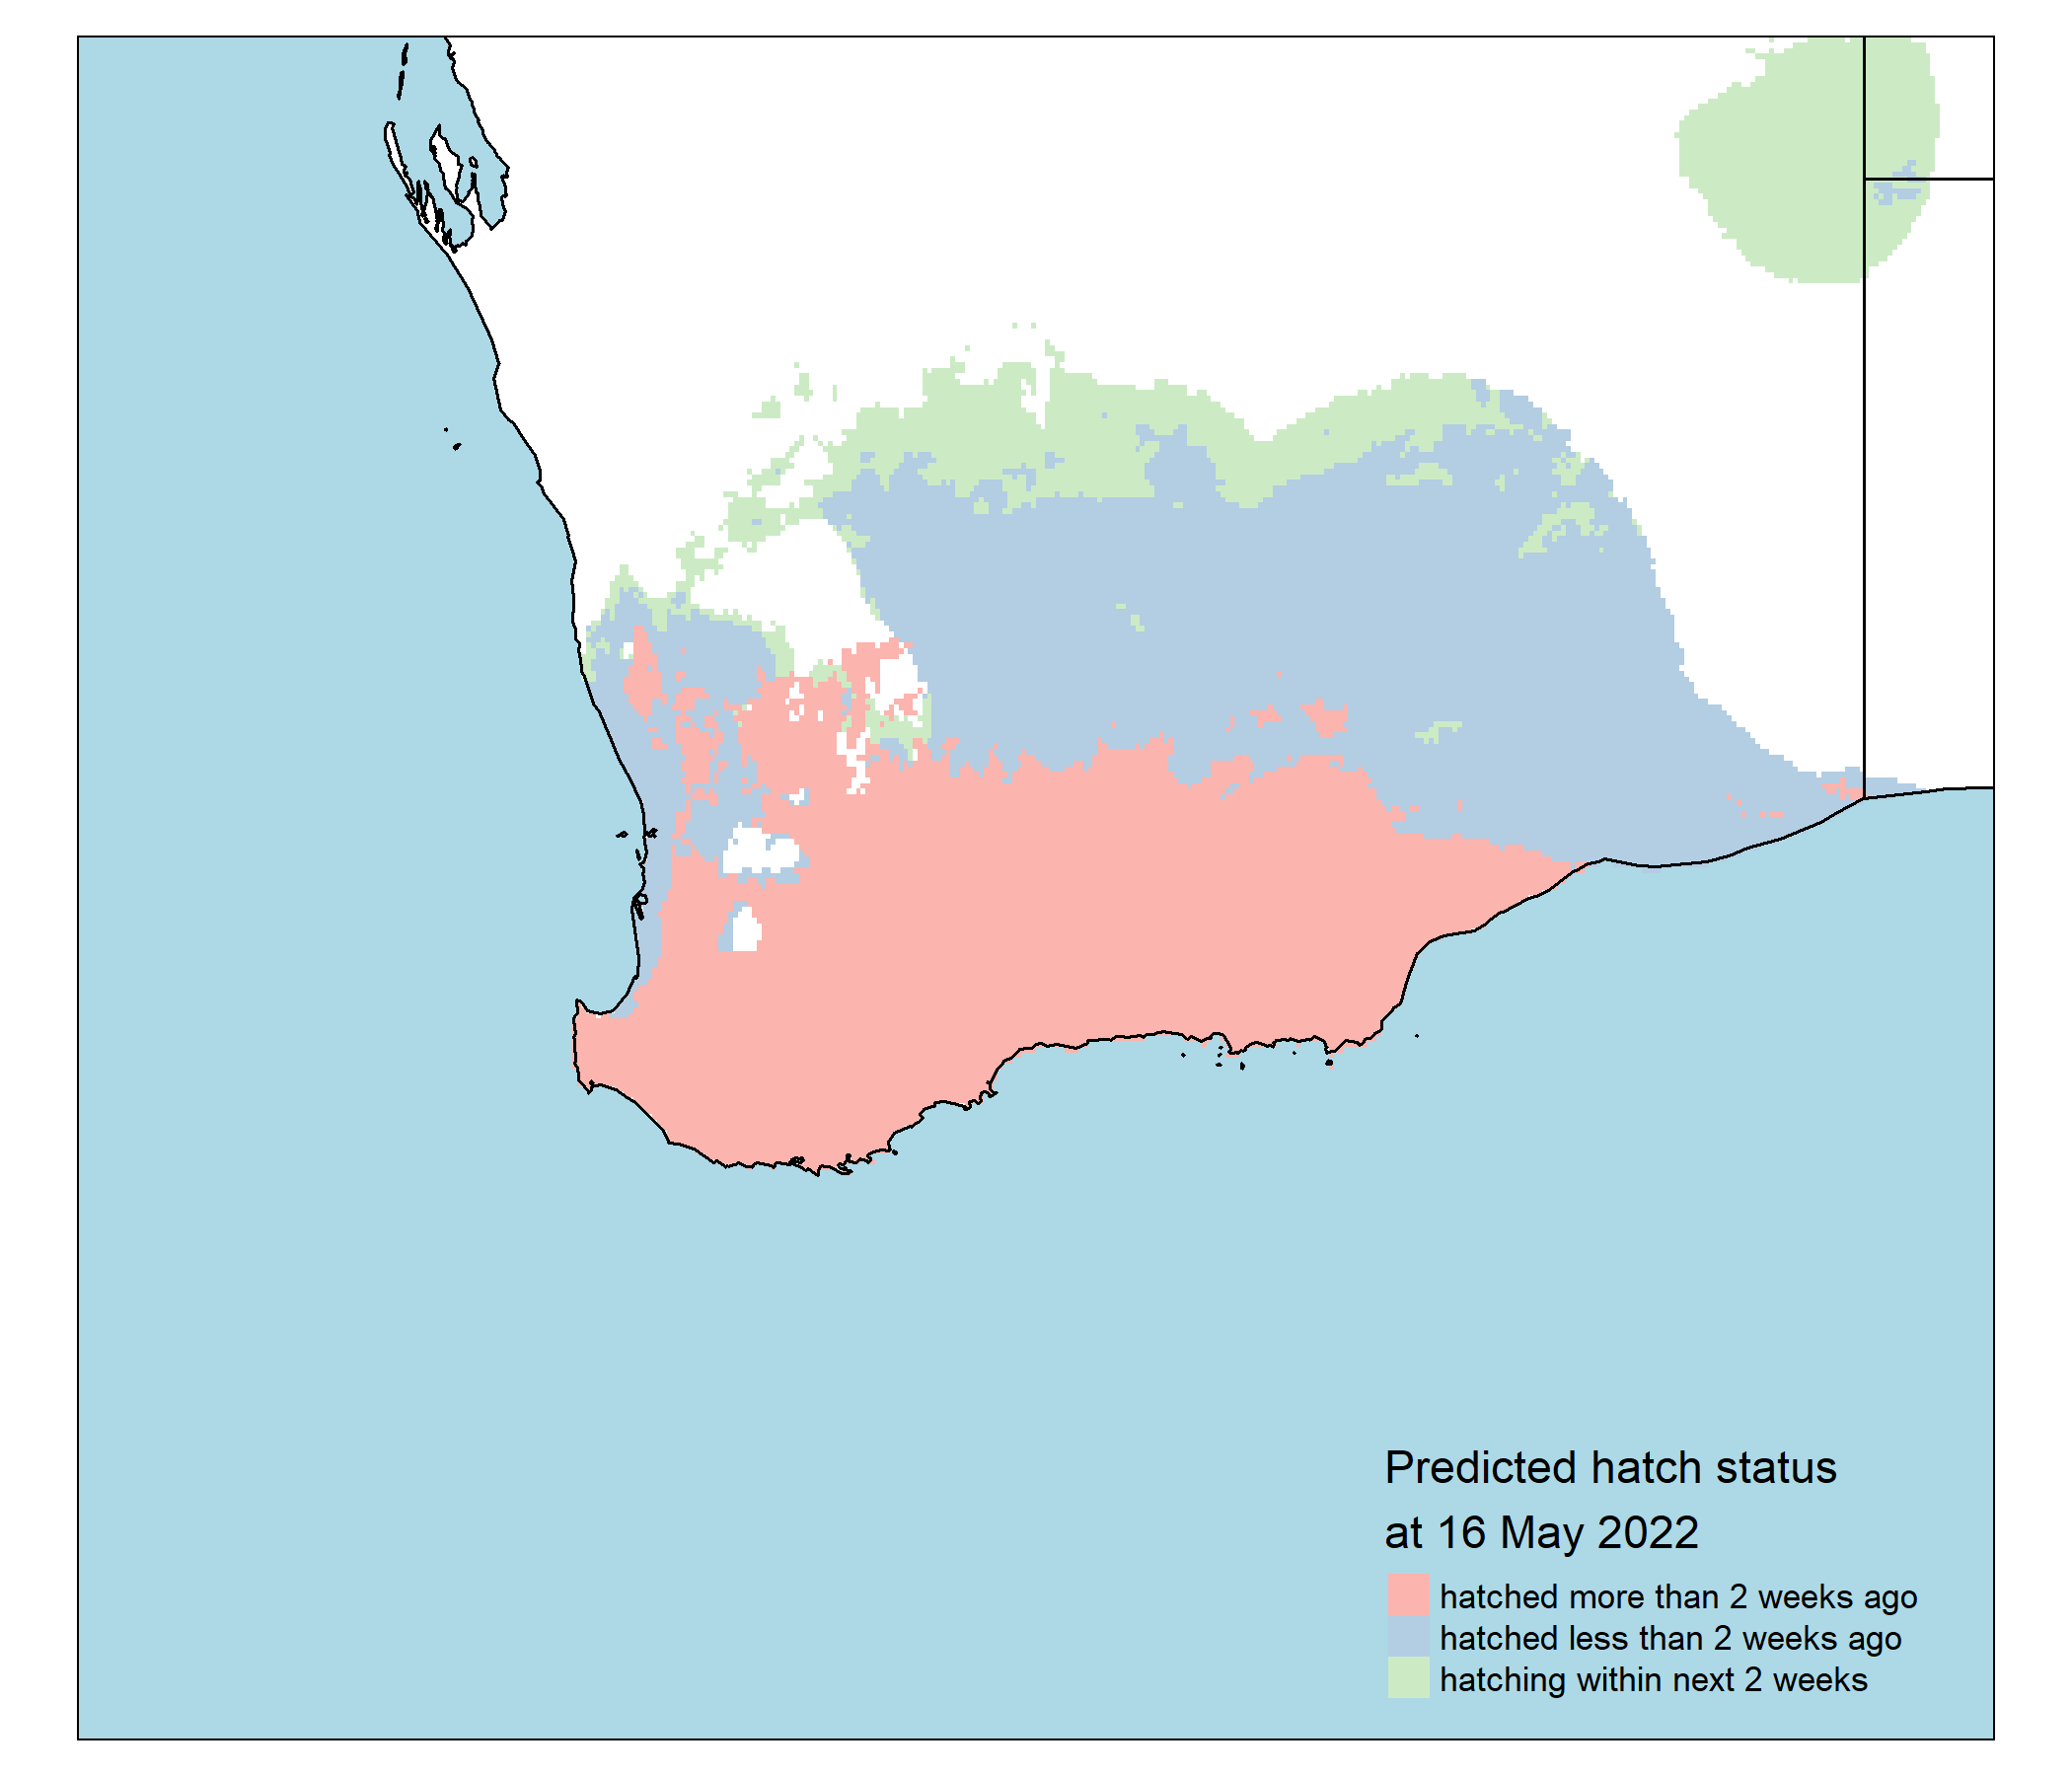 Predicted hatch status
at 16 May 2022
hatched more than 2 weeks ago
hatched less than 2 weeks ago
hatching within next 2 weeks